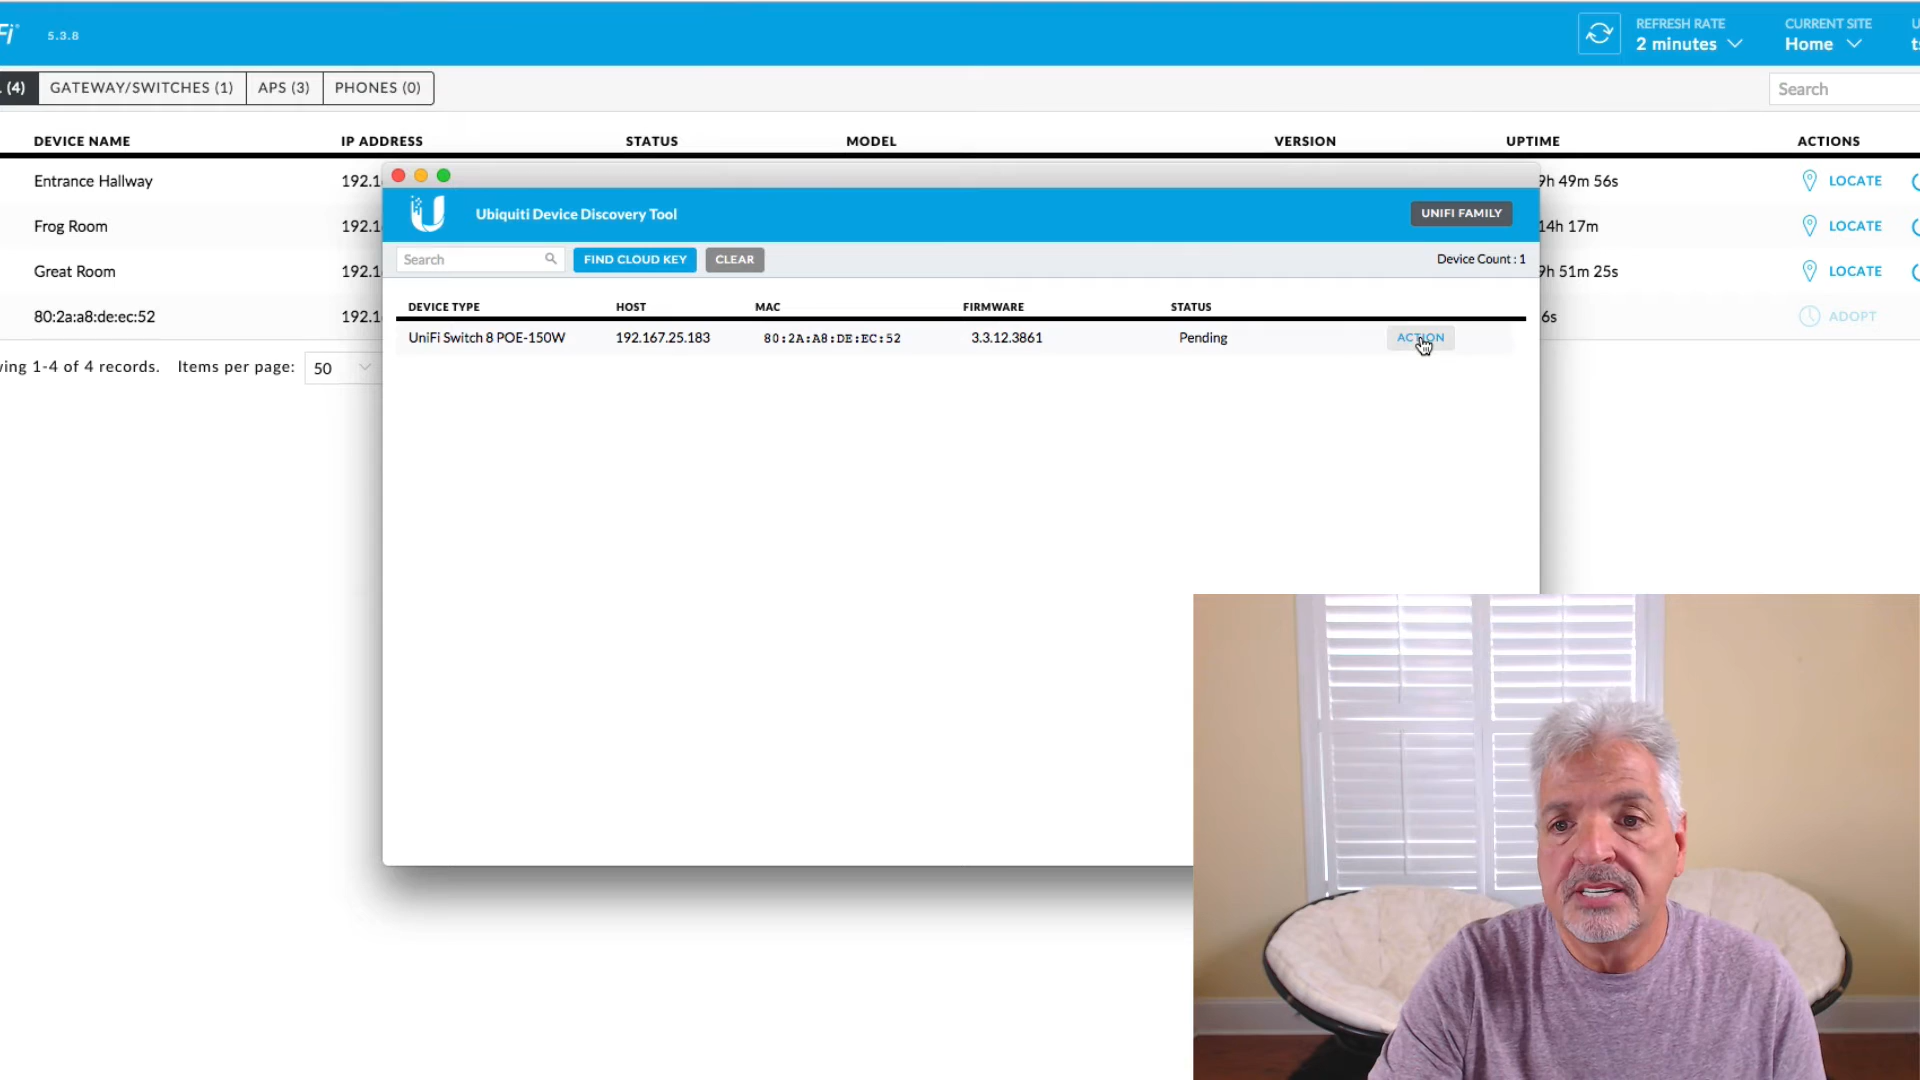 5.3.8
REFRESH RATE
2 minutes
CURRENT SITE
Home
(4)
GATEWAY/SWITCHES (1)
APS (3)
PHONES (0)
Search
DEVICE NAME IP ADDRESS STATUS MODEL VERSION UPTIME ACTIONS
Entrance Hallway 192.1 9h 49m 56s LOCATE
Frog Room 192.1 14h 17m LOCATE
Great Room 192.1 9h 51m 25s LOCATE
80:2a:a8:de:ec:52 192.1 6s ADOPT
ing 1-4 of 4 records. Items per page: 50
Ubiquiti Device Discovery Tool
UNIFI FAMILY
Search
FIND CLOUD KEY
CLEAR
Device Count : 1
DEVICE TYPE HOST MAC FIRMWARE STATUS
UniFi Switch 8 POE-150W 192.167.25.183 80:2A:A8:DE:EC:52 3.3.12.3861 Pending ACTION